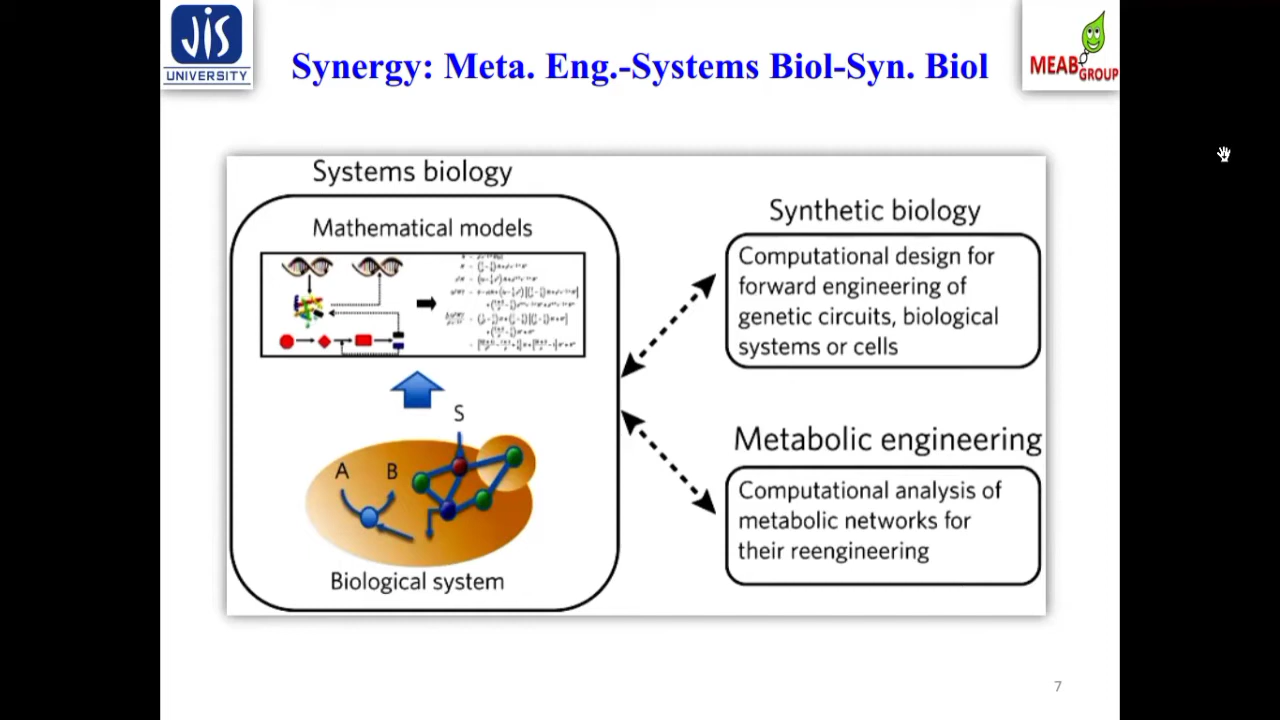 JIS
UNIVERSITY
Synergy: Meta. Eng.-Systems Biol-Syn. Biol
MEAB
GROUP
Systems biology
Mathematical models
S
A B
Biological system
Synthetic biology
Computational design for
forward engineering of
genetic circuits, biological
systems or cells
Metabolic engineering
Computational analysis of
metabolic networks for
their reengineering
7